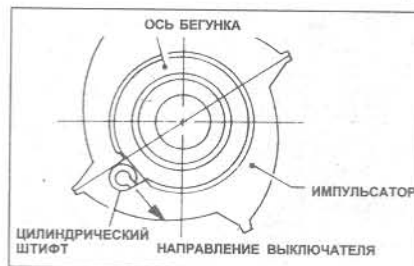 ОСЬ БЕГУНКА
ИМПУЛЬСАТОР
ЦИЛИНДРИЧЕСКИЙ
ШТИФТ
НАПРАВЛЕНИЕ ВЫКЛЮЧАТЕЛЯ